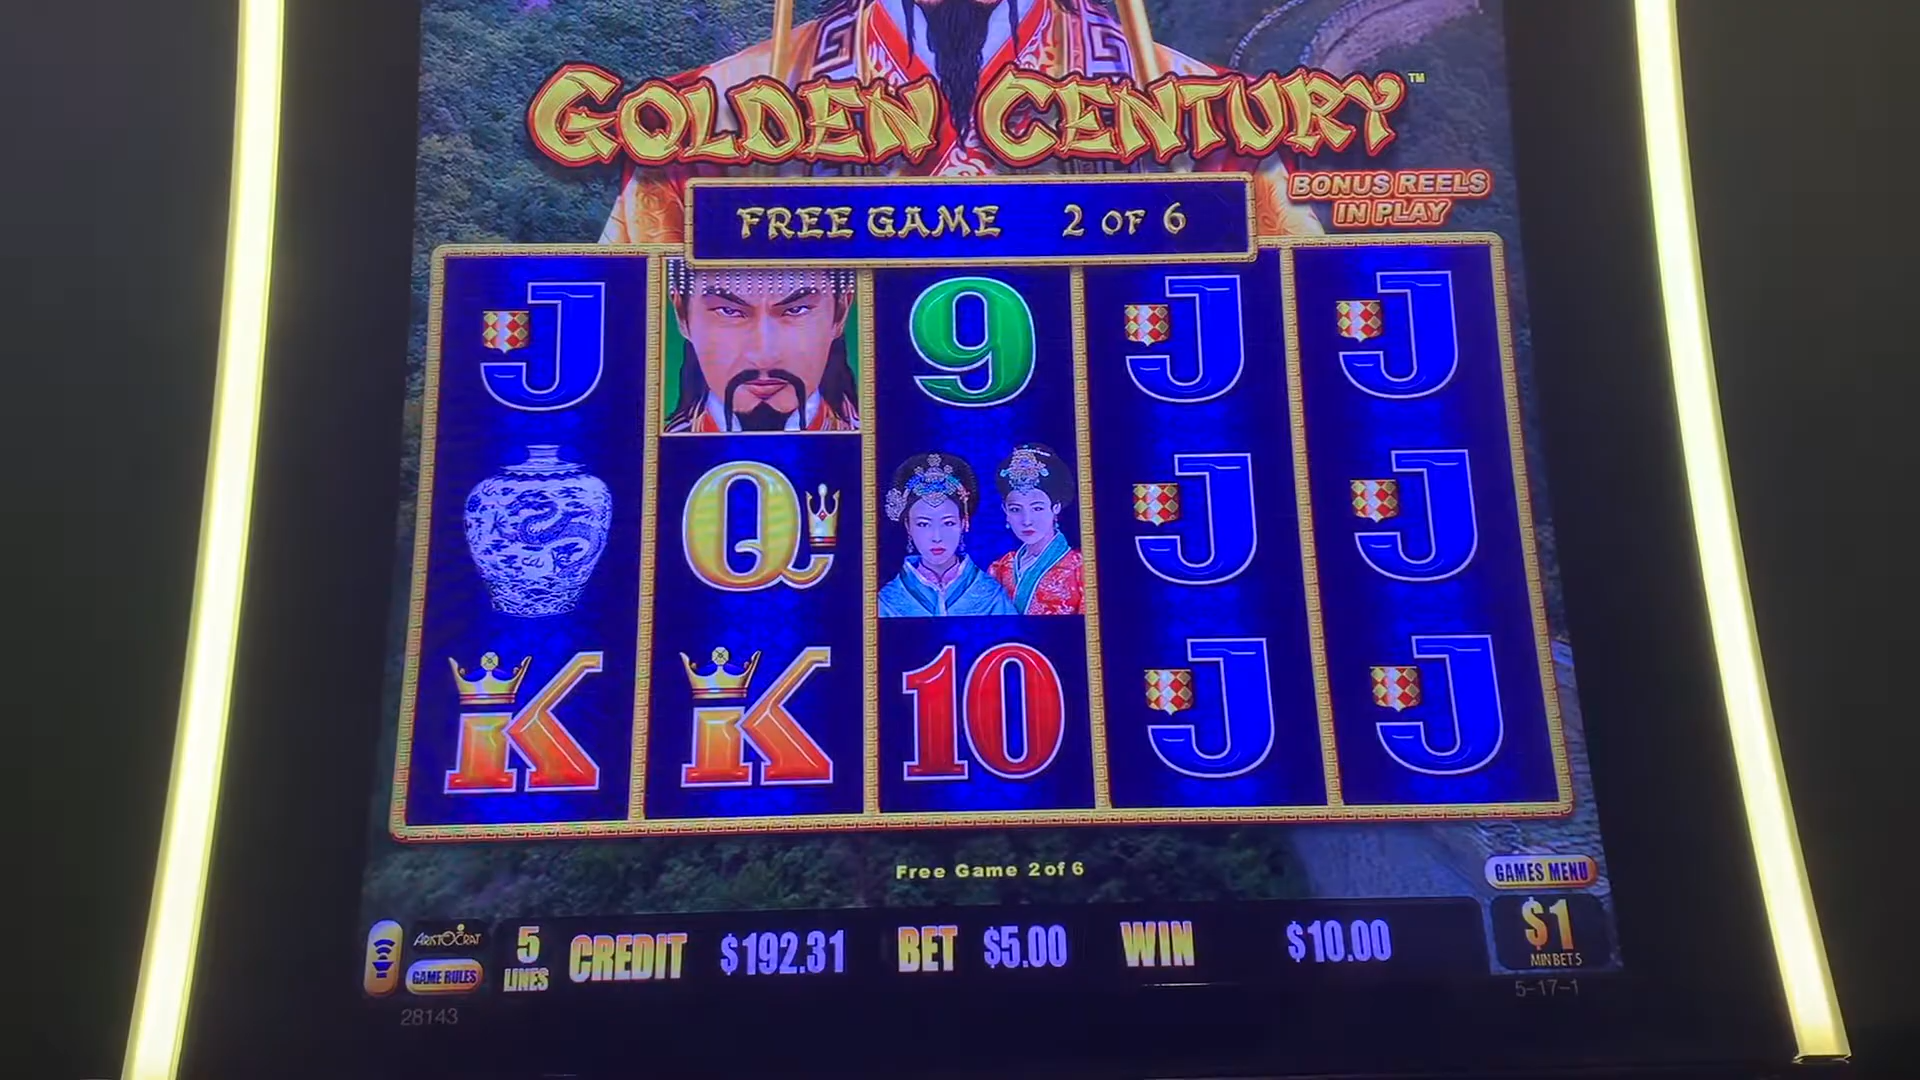 GOLDEN CENTURY™
BONUS REELS
IN PLAY
FREE GAME 2 OF 6
J 9 J J
Q J J
K K 10 J J
Free Game 2 of 6
GAMES MENU
ARISTOCRAT
GAME RULES
5
LINES
CREDIT $192.31 BET $5.00 WIN $10.00
$1
MIN BET 5
5-17-1
28143